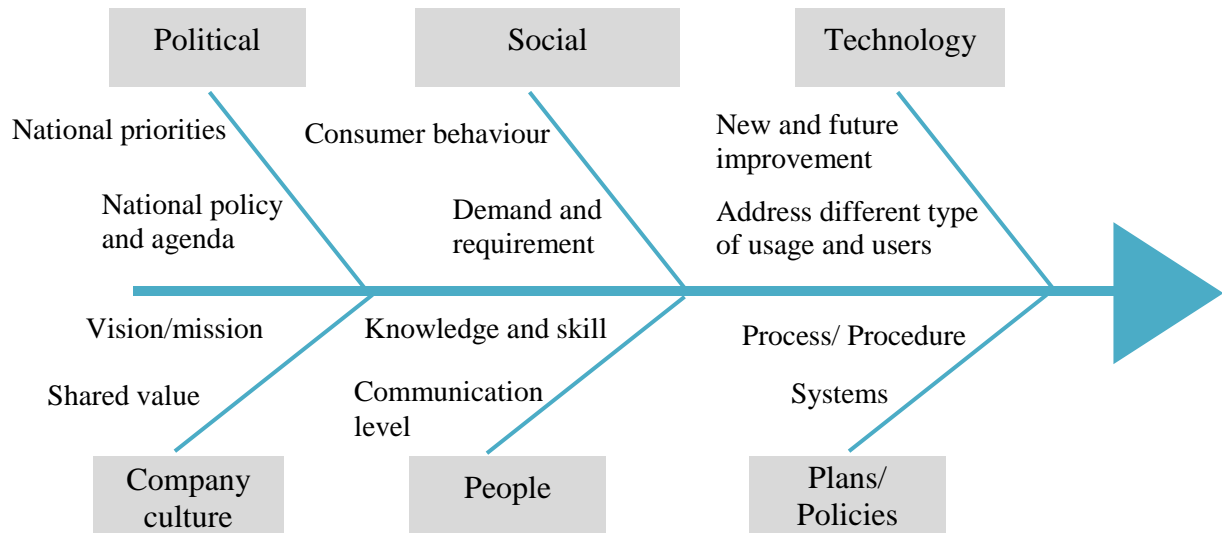 Political
Social
Technology
National priorities
Consumer behaviour
New and future
improvement
National policy
and agenda
Demand and
requirement
Address different type
of usage and users
Vision/mission
Knowledge and skill
Process/ Procedure
Shared value
Communication
level
Systems
Company
culture
People
Plans/
Policies